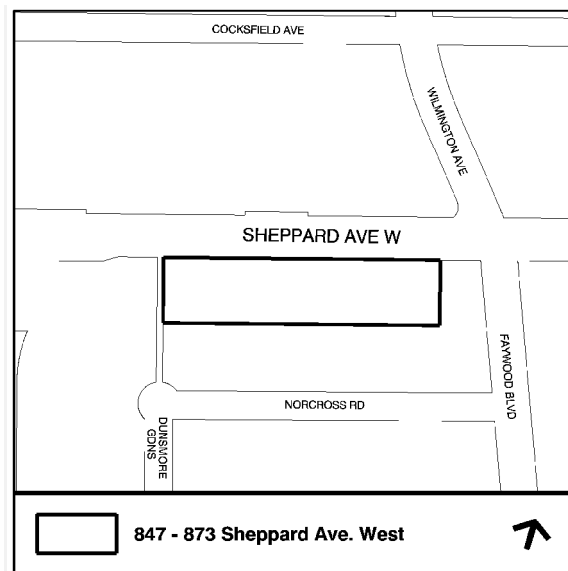 COCKSFIELD AVE
WILMINGTON AVE
SHEPPARD AVE W
FAYWOOD BLVD
NORCROSS RD
DUNSMORE
GDNS
847 - 873 Sheppard Ave. West